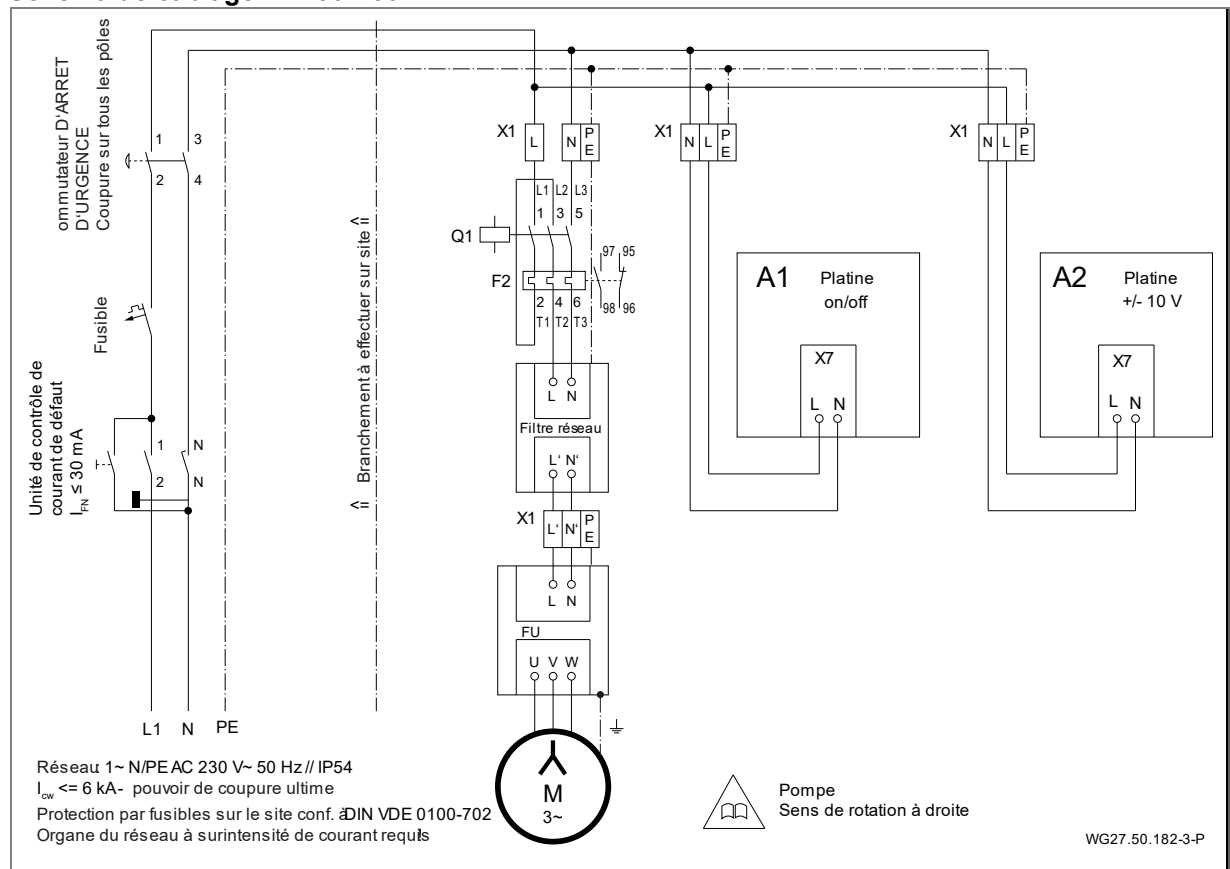 ommutateur D'ARRET
D'URGENCE
Coupure sur tous les pôles
1 3
2 4
Fusible
Unité de contrôle de
courant de défaut
I_FN ≤ 30 mA
1 N
2 N
L1 N PE
<= Branchement à effectuer sur site <=
X1 L N PE
L1 L2 L3
1 3 5
Q1
97 95
F2
2 4 6
98 96
T1 T2 T3
L N
Filtre réseau
L' N'
X1 L' N' PE
L N
FU
U V W
M
3~
X1 N L PE
A1 Platine
on/off
X7
L N
X1 N L PE
A2 Platine
+/- 10 V
X7
L N
Réseau: 1~ N/PE AC 230 V~ 50 Hz // IP54
I_cw <= 6 kA - pouvoir de coupure ultime
Protection par fusibles sur le site conf. à DIN VDE 0100-702
Organe du réseau à surintensité de courant requis
Pompe
Sens de rotation à droite
WG27.50.182-3-P